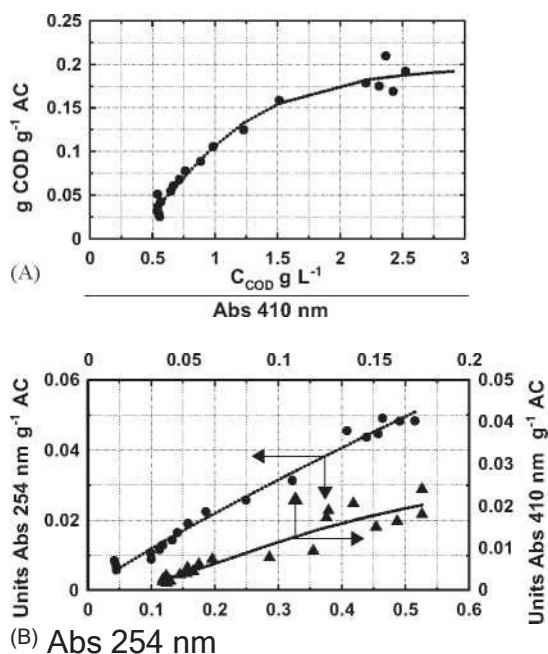 0.25
0.2
0.15
0.1
0.05
0
g COD g⁻¹ AC
0 0.5 1 1.5 2 2.5 3
(A)
C_COD g L⁻¹
Abs 410 nm
0 0.05 0.1 0.15 0.2
0.06
0.04
0.02
0
Units Abs 254 nm g⁻¹ AC
0.05
0.04
0.03
0.02
0.01
0
Units Abs 410 nm g⁻¹ AC
0 0.1 0.2 0.3 0.4 0.5 0.6
(B) Abs 254 nm